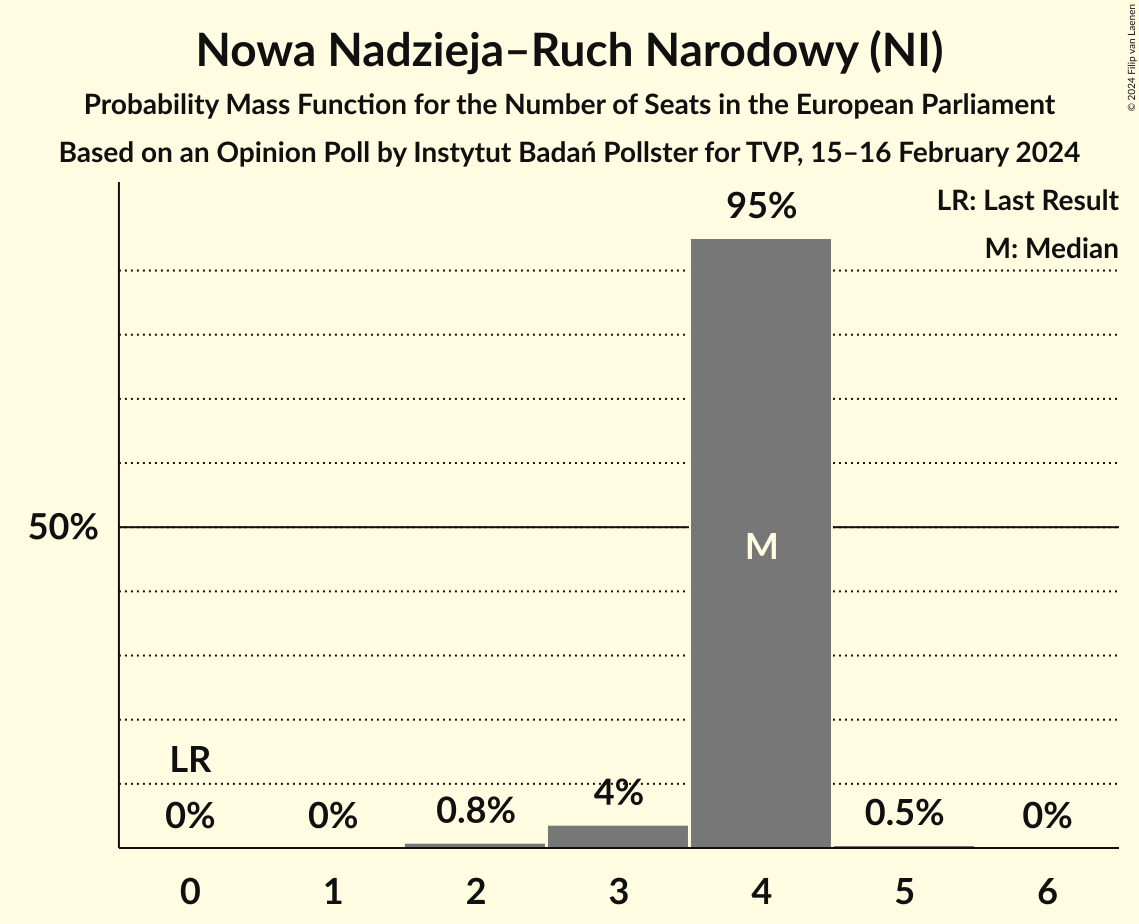 Nowa Nadzieja–Ruch Narodowy (NI)
Probability Mass Function for the Number of Seats in the European Parliament
Based on an Opinion Poll by Instytut Badań Pollster for TVP, 15–16 February 2024
© 2024 Filip van Laenen
LR: Last Result
M: Median
95%
50%
M
LR
0%
0%
0.8%
4%
0.5%
0%
0
1
2
3
4
5
6